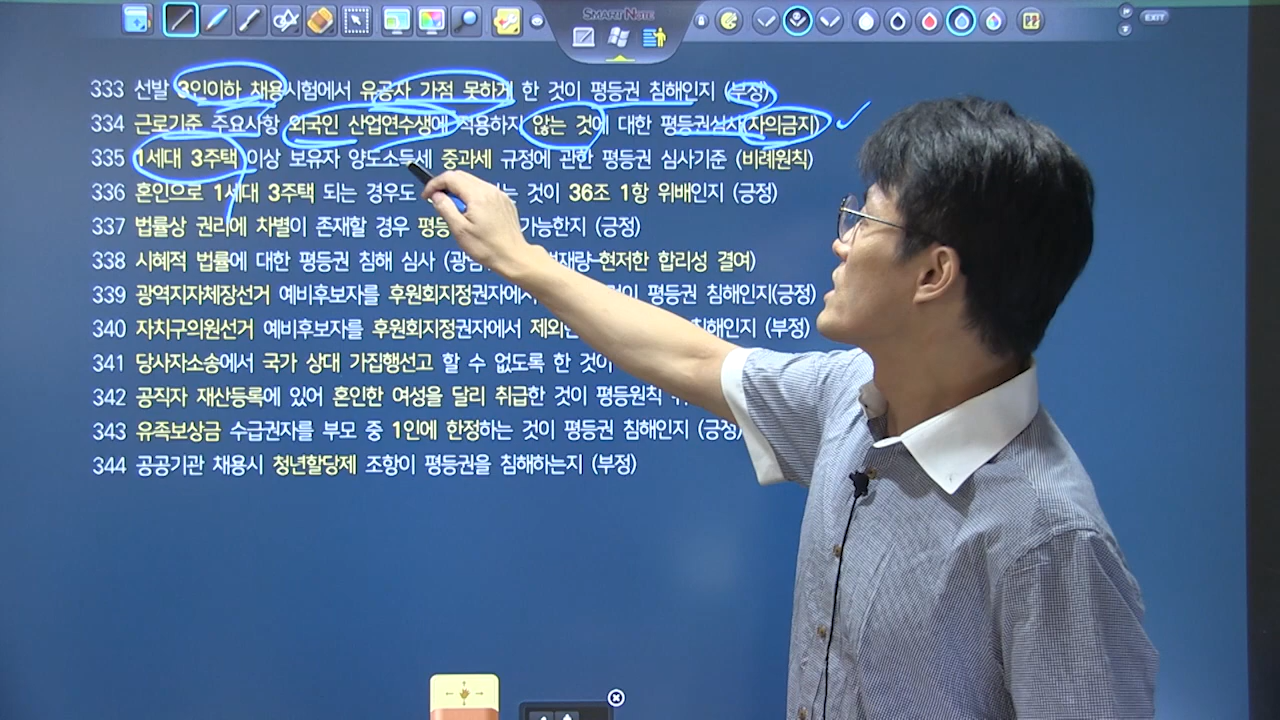 SMARTNOTE
EXIT
333 선발 3인이하 채용시험에서 유공자 가점 못하게 한 것이 평등권 침해인지 (부정)
334 근로기준 주요사항 외국인 산업연수생에 적용하지 않는 것에 대한 평등권심사(자의금지)
335 1세대 3주택 이상 보유자 양도소득세 중과세 규정에 관한 평등권 심사기준 (비례원칙)
336 혼인으로 1세대 3주택 되는 경우도 는 것이 36조 1항 위배인지 (긍정)
337 법률상 권리에 차별이 존재할 경우 평등 가능한지 (긍정)
338 시혜적 법률에 대한 평등권 침해 심사 (광범 재량-현저한 합리성 결여)
339 광역지자체장선거 예비후보자를 후원회지정권자에서 것이 평등권 침해인지(긍정)
340 자치구의원선거 예비후보자를 후원회지정권자에서 제외한 침해인지 (부정)
341 당사자소송에서 국가 상대 가집행선고 할 수 없도록 한 것이
342 공직자 재산등록에 있어 혼인한 여성을 달리 취급한 것이 평등원칙
343 유족보상금 수급권자를 부모 중 1인에 한정하는 것이 평등권 침해인지 (긍정)
344 공공기관 채용시 청년할당제 조항이 평등권을 침해하는지 (부정)